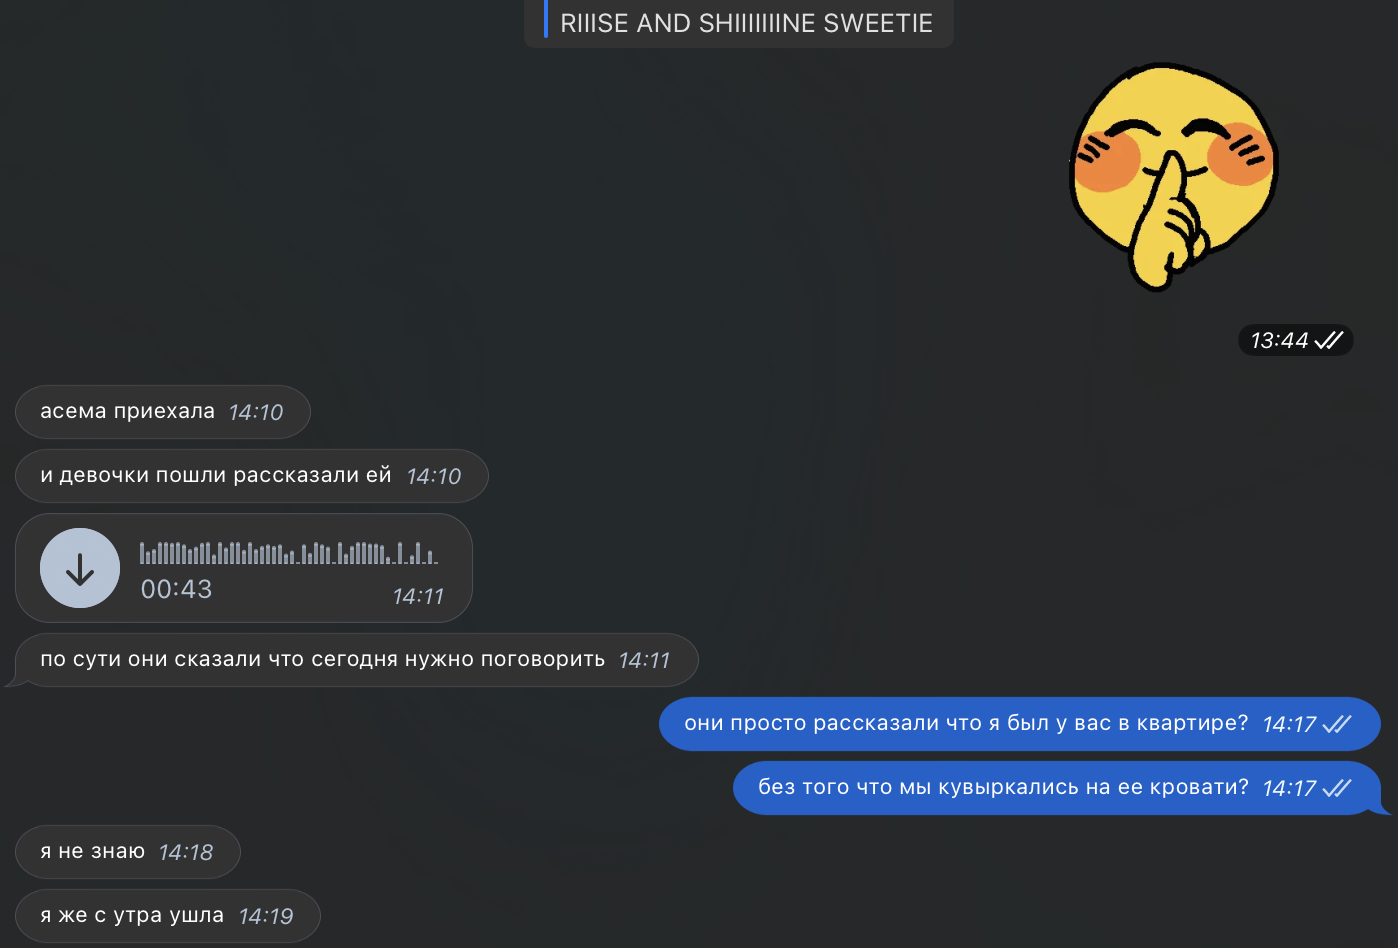 RIIISE AND SHIIIIIIINE SWEETIE
13:44
асема приехала 14:10
и девочки пошли рассказали ей 14:10
00:43 14:11
по сути они сказали что сегодня нужно поговорить 14:11
они просто рассказали что я был у вас в квартире? 14:17
без того что мы кувыркались на ее кровати? 14:17
я не знаю 14:18
я же с утра ушла 14:19